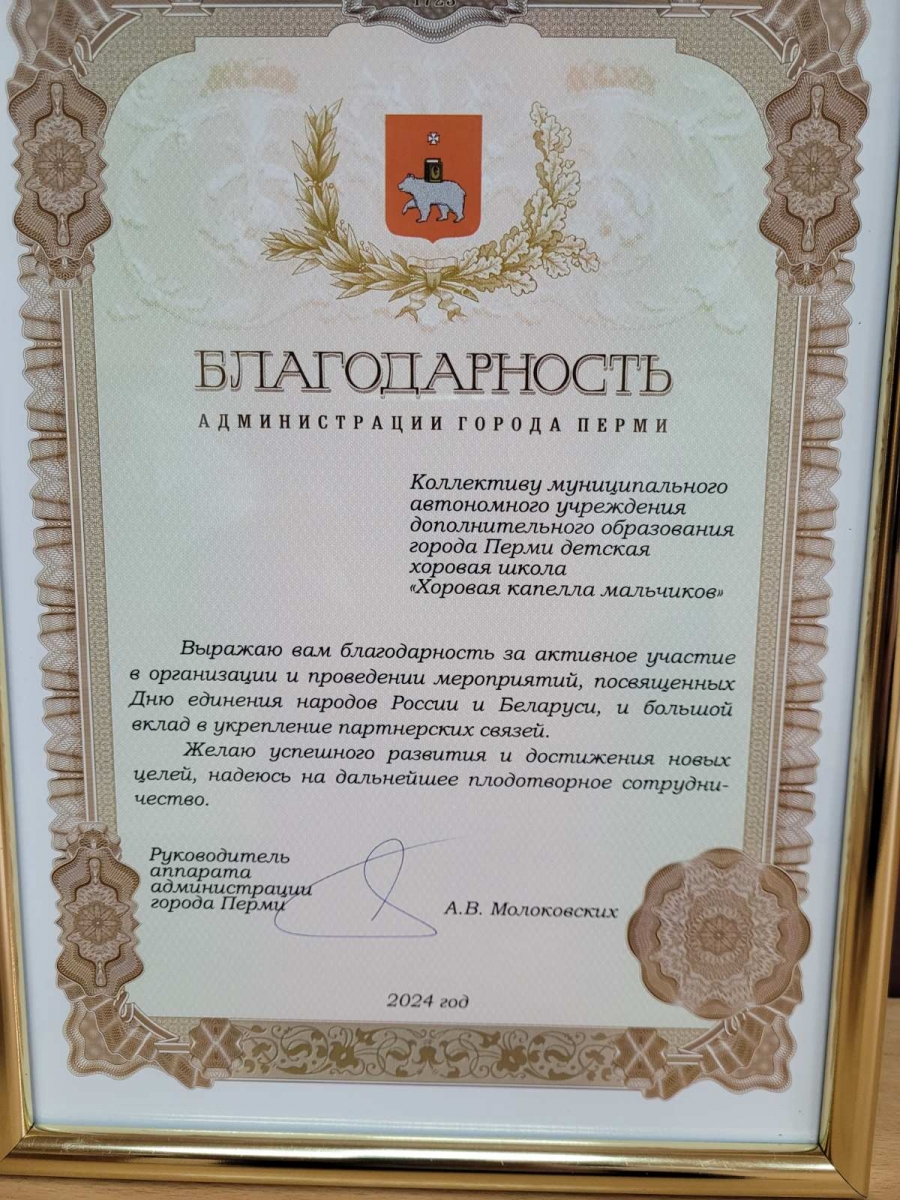 1723
БЛАГОДАРНОСТЬ
АДМИНИСТРАЦИИ ГОРОДА ПЕРМИ
Коллективу муниципального
автономного учреждения
дополнительного образования
города Перми детская
хоровая школа
«Хоровая капелла мальчиков»
Выражаю вам благодарность за активное участие
в организации и проведении мероприятий, посвященных
Дню единения народов России и Беларуси, и большой
вклад в укрепление партнерских связей.
Желаю успешного развития и достижения новых
целей, надеюсь на дальнейшее плодотворное сотрудни-
чество.
Руководитель
аппарата
администрации
города Перми
А.В. Молоковских
2024 год